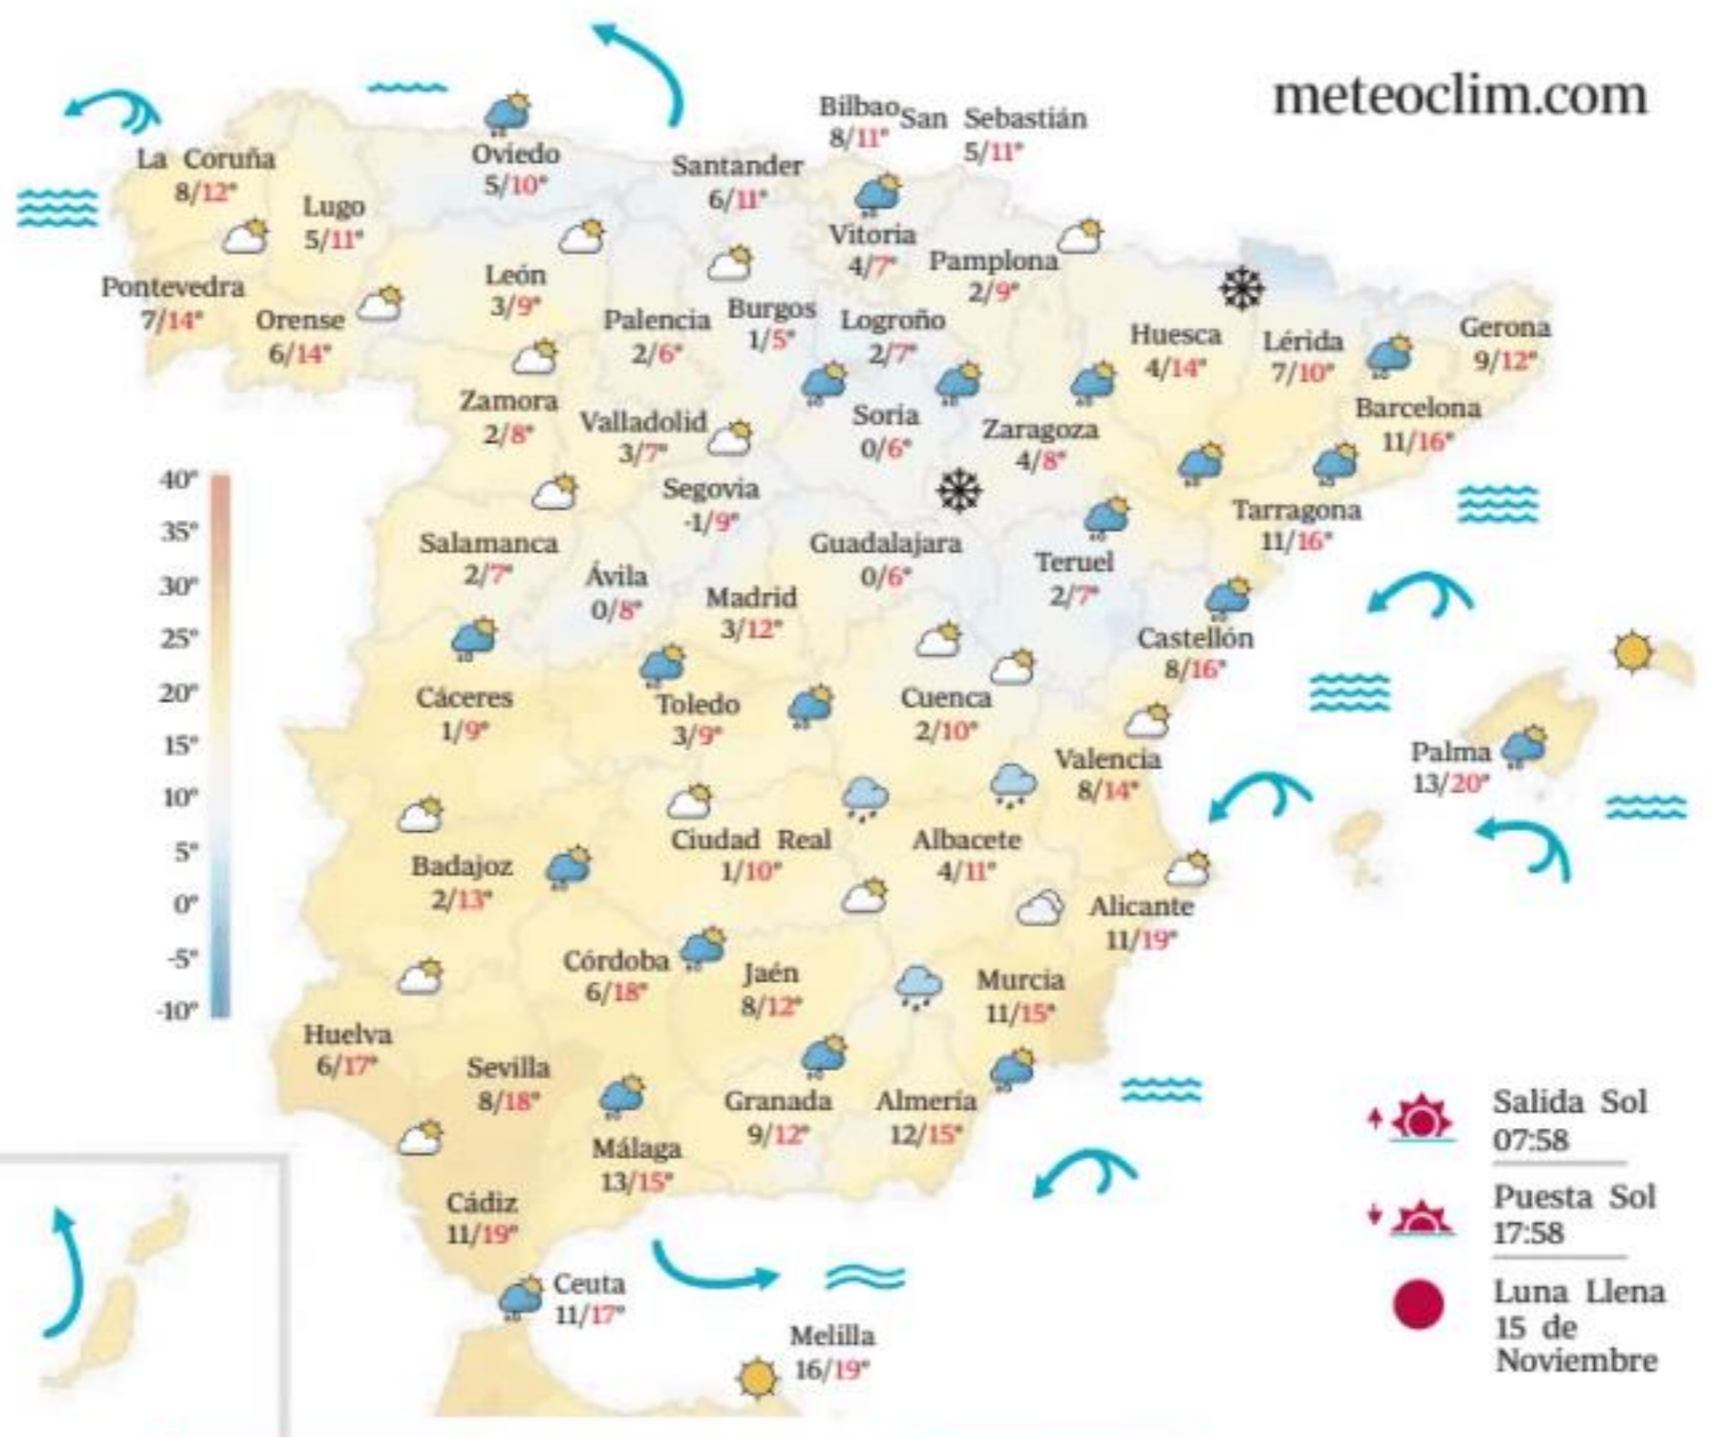 meteoclim.com
Bilbao
8/11°
San Sebastián
5/11°
La Coruña
8/12°
Oviedo
5/10°
Santander
6/11°
Lugo
5/11°
Vitoria
4/7°
Pamplona
2/9°
León
3/9°
Pontevedra
7/14°
Orense
6/14°
Palencia
2/6°
Burgos
1/5°
Logroño
2/7°
Huesca
4/14°
Lérida
7/10°
Gerona
9/12°
Zamora
2/8°
Valladolid
3/7°
Soria
0/6°
Zaragoza
4/8°
Barcelona
11/16°
Segovia
-1/9°
Tarragona
11/16°
Salamanca
2/7°
Ávila
0/8°
Madrid
3/12°
Guadalajara
0/6°
Teruel
2/7°
Castellón
8/16°
Cáceres
1/9°
Toledo
3/9°
Cuenca
2/10°
Valencia
8/14°
Palma
13/20°
Badajoz
2/13°
Ciudad Real
1/10°
Albacete
4/11°
Alicante
11/19°
Córdoba
6/18°
Jaén
8/12°
Murcia
11/15°
Huelva
6/17°
Sevilla
8/18°
Málaga
13/15°
Granada
9/12°
Almería
12/15°
Cádiz
11/19°
Ceuta
11/17°
Melilla
16/19°
40°
35°
30°
25°
20°
15°
10°
5°
0°
-5°
-10°
Salida Sol
07:58
Puesta Sol
17:58
Luna Llena
15 de
Noviembre